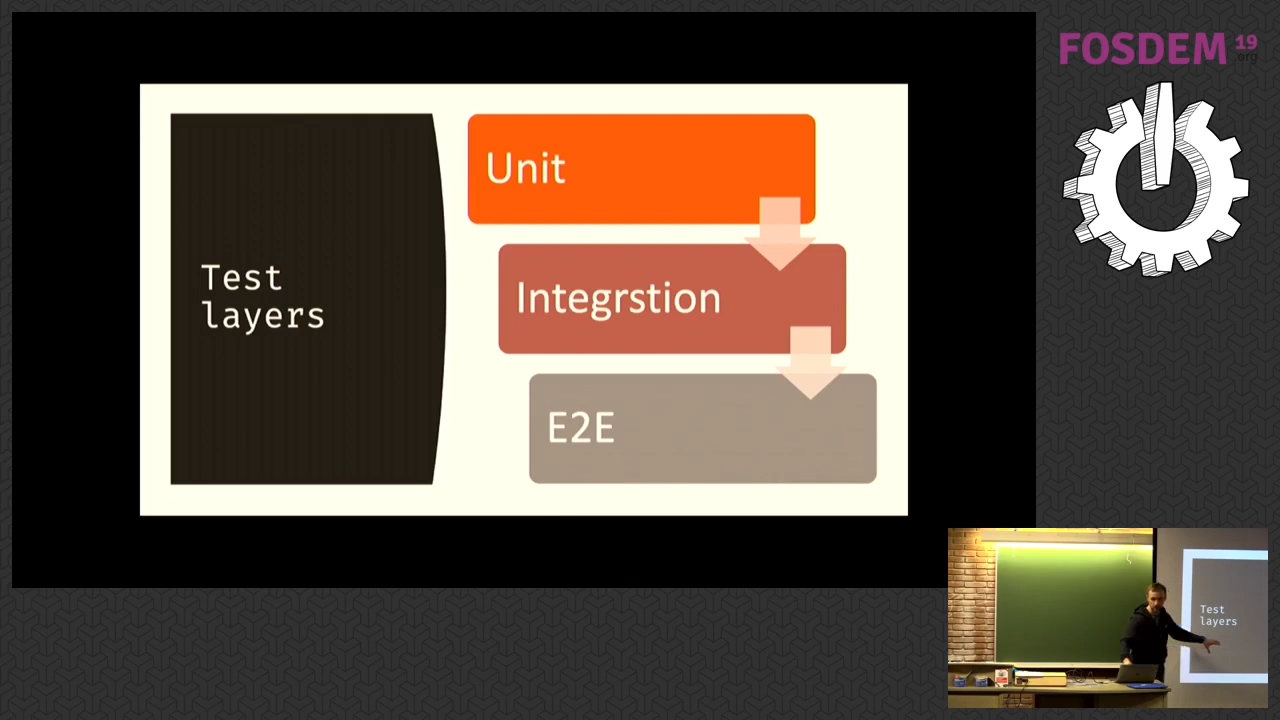 FOSDEM 19
.org
Test
layers
Unit
Integrstion
E2E
Test
layers